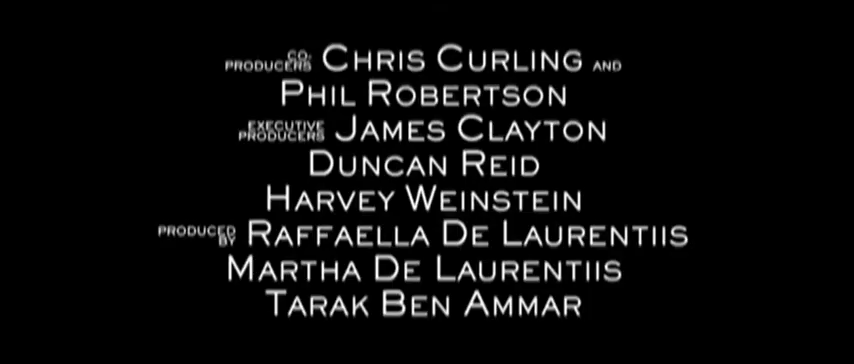 CO-PRODUCERS CHRIS CURLING AND
PHIL ROBERTSON
EXECUTIVE PRODUCERS JAMES CLAYTON
DUNCAN REID
HARVEY WEINSTEIN
PRODUCED BY RAFFAELLA DE LAURENTIIS
MARTHA DE LAURENTIIS
TARAK BEN AMMAR